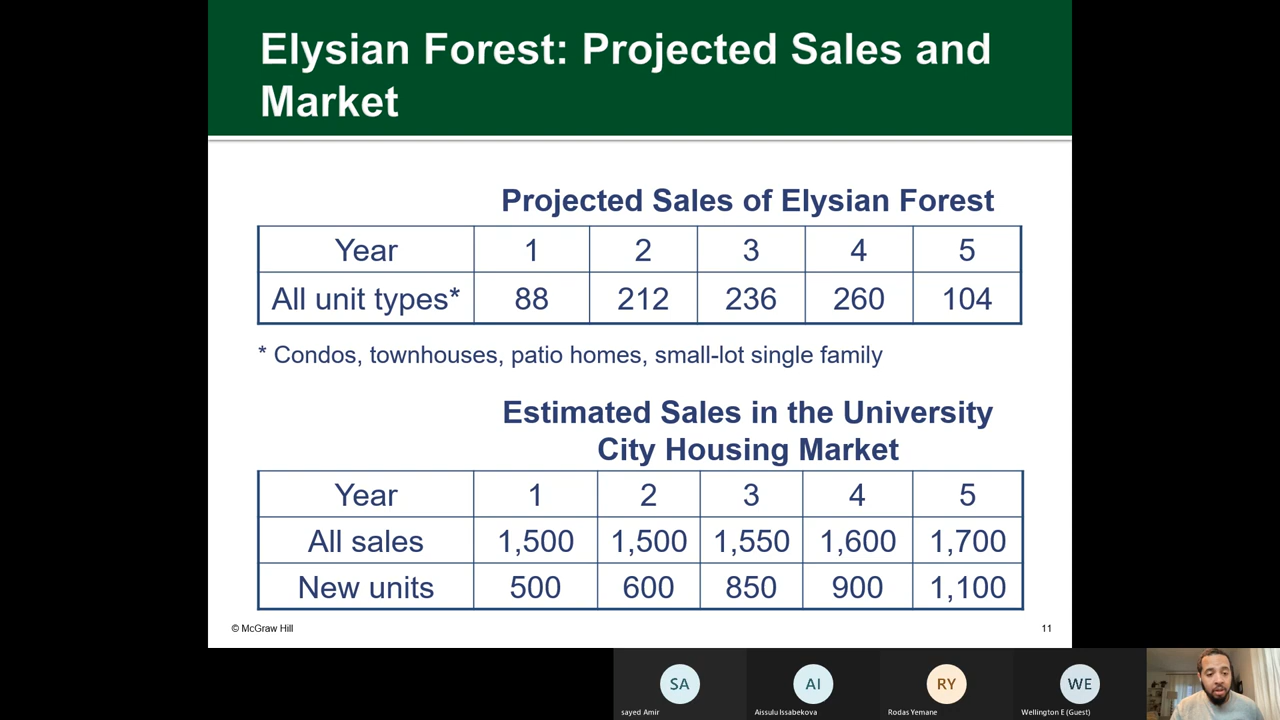 Elysian Forest: Projected Sales and
Market
Projected Sales of Elysian Forest
Year 1 2 3 4 5
All unit types* 88 212 236 260 104
* Condos, townhouses, patio homes, small-lot single family
Estimated Sales in the University
City Housing Market
Year 1 2 3 4 5
All sales 1,500 1,500 1,550 1,600 1,700
New units 500 600 850 900 1,100
© McGraw Hill 11
SA AI RY WE
sayed Amir Aissulu Issabekova Rodas Yemane Wellington E (Guest)